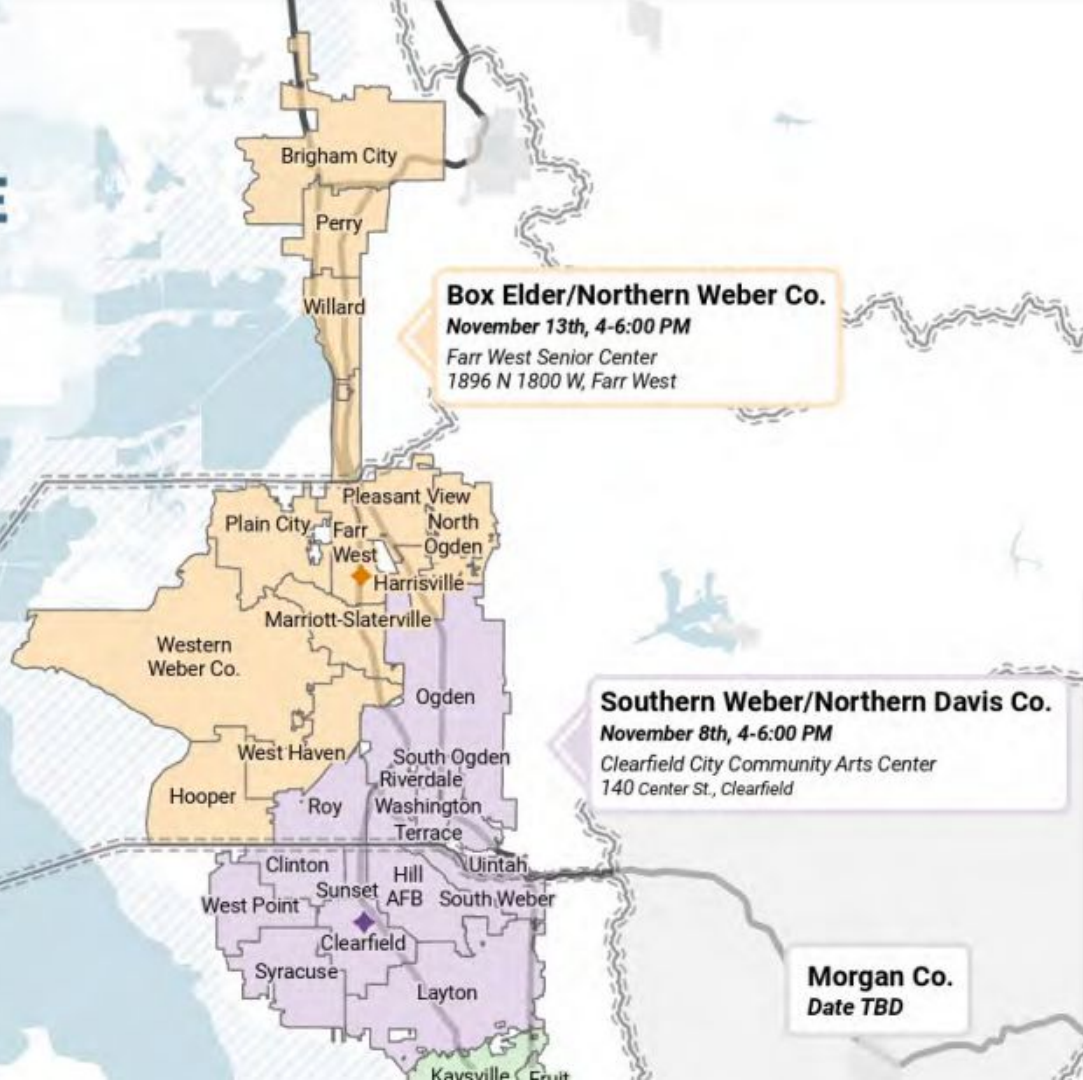 E
Brigham City
Perry
Willard
Box Elder/Northern Weber Co.
November 13th, 4-6:00 PM
Farr West Senior Center
1896 N 1800 W, Farr West
Pleasant View
Plain City
Farr
West
North
Ogden
Harrisville
Marriott-Slaterville
Western
Weber Co.
Ogden
Southern Weber/Northern Davis Co.
November 8th, 4-6:00 PM
Clearfield City Community Arts Center
140 Center St., Clearfield
West Haven
South Ogden
Riverdale
Hooper
Roy
Washington
Terrace
Clinton
Uintah
Hill
AFB
Sunset
South Weber
West Point
Clearfield
Syracuse
Layton
Morgan Co.
Date TBD
Kaysville
Fruit